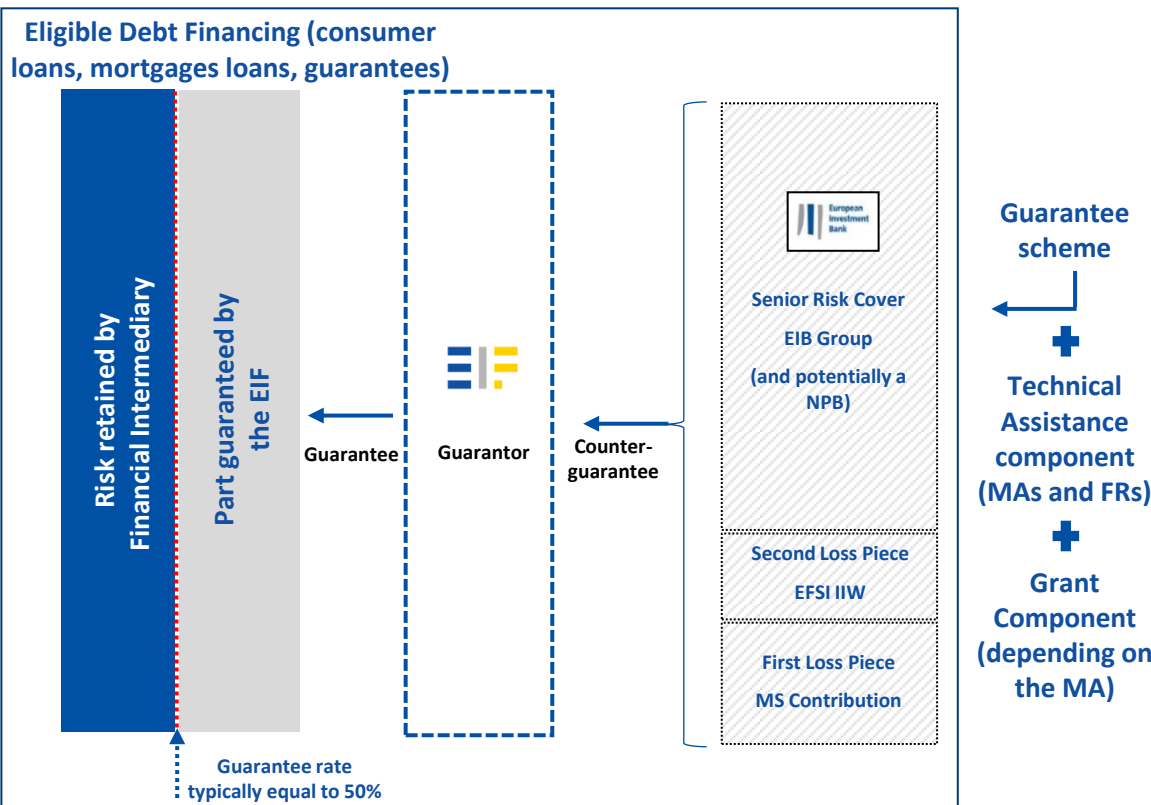 Eligible Debt Financing (consumer
loans, mortgages loans, guarantees)
Risk retained by
Financial Intermediary
Part guaranteed by
the EIF
Guarantee
EIF
Guarantor
Counter-
guarantee
European
Investment
Bank
Senior Risk Cover
EIB Group
(and potentially a
NPB)
Second Loss Piece
EFSI IIW
First Loss Piece
MS Contribution
Guarantee rate
typically equal to 50%
Guarantee
scheme
Technical
Assistance
component
(MAs and FRs)
Grant
Component
(depending on
the MA)